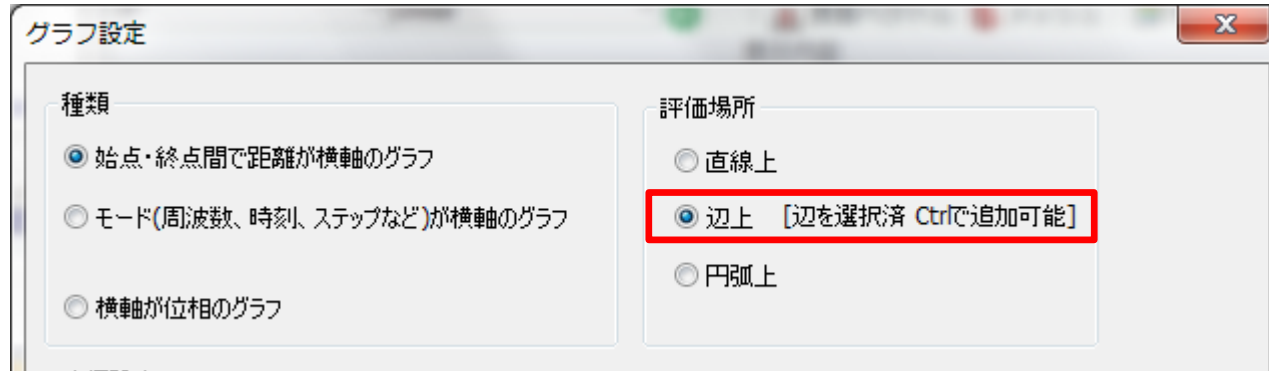 グラフ設定
種類
始点・終点間で距離が横軸のグラフ
モード(周波数、時刻、ステップなど)が横軸のグラフ
横軸が位相のグラフ
評価場所
直線上
辺上 [辺を選択済 Ctrlで追加可能]
円弧上